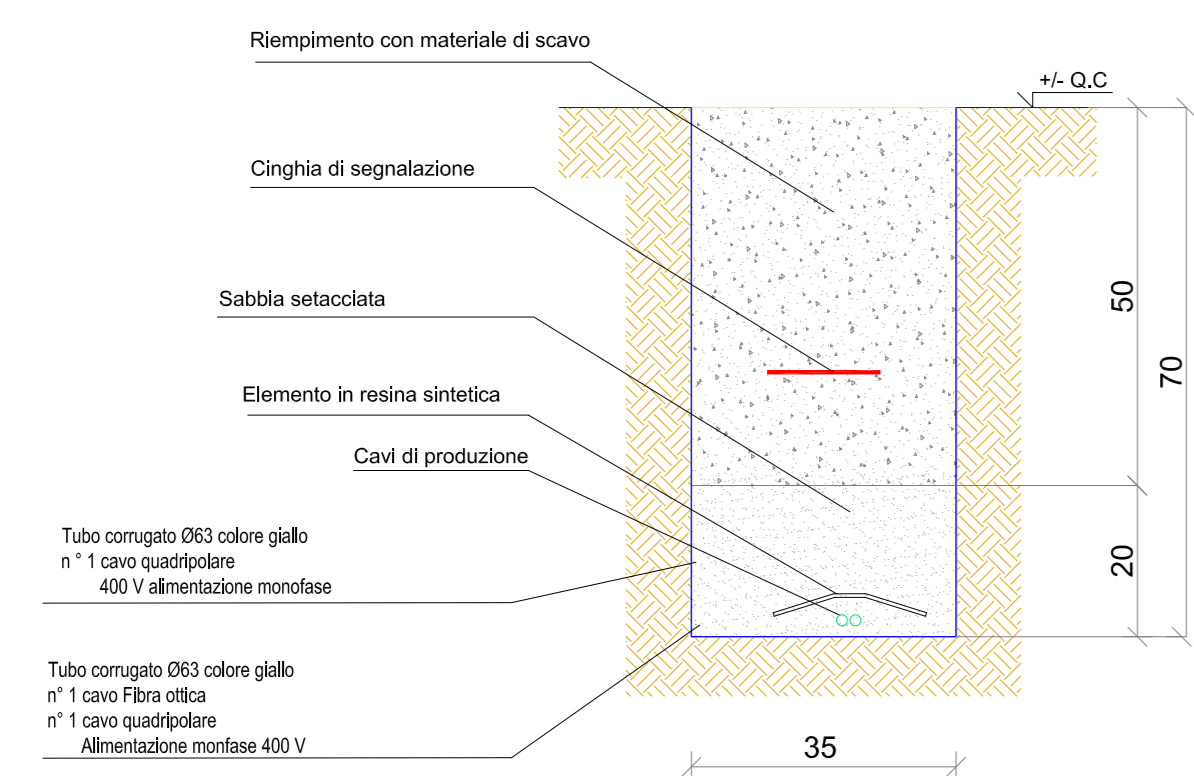 Riempimento con materiale di scavo
+/- Q.C
Cinghia di segnalazione
Sabbia setacciata
50
70
Elemento in resina sintetica
Cavi di produzione
Tubo corrugato Ø63 colore giallo
n ° 1 cavo quadripolare
400 V alimentazione monofase
20
Tubo corrugato Ø63 colore giallo
n° 1 cavo Fibra ottica
n° 1 cavo quadripolare
Alimentazione monfase 400 V
35